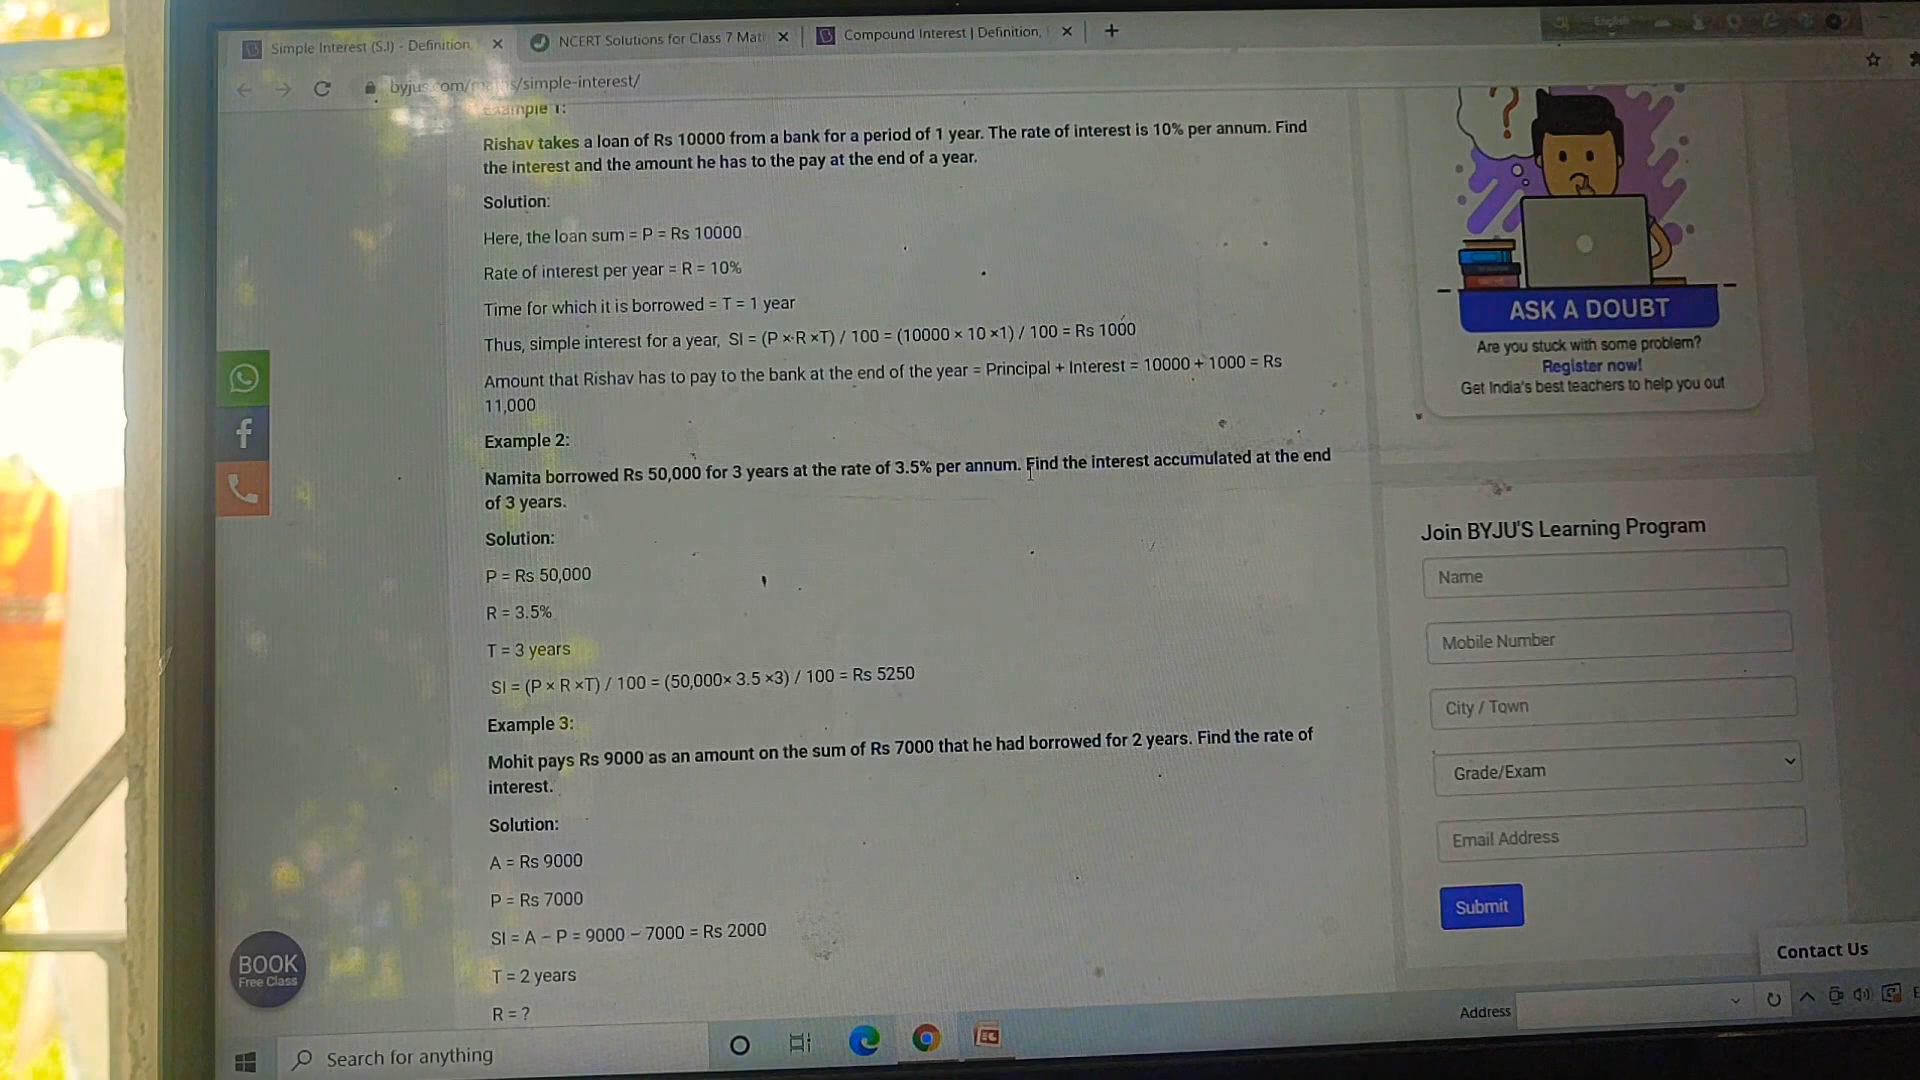 Simple Interest (S.I) - Definition,
NCERT Solutions for Class 7 Mat
Compound Interest | Definition,
English
/simple-interest/
Example 1:
Rishav takes a loan of Rs 10000 from a bank for a period of 1 year. The rate of interest is 10% per annum. Find
the interest and the amount he has to the pay at the end of a year.
Solution:
Here, the loan sum = P = Rs 10000
Rate of interest per year = R = 10%
Time for which it is borrowed = T = 1 year
Thus, simple interest for a year, SI = (P × R ×T) / 100 = (10000 × 10 ×1) / 100 = Rs 1000
Amount that Rishav has to pay to the bank at the end of the year = Principal + Interest = 10000 + 1000 = Rs
11,000
Example 2:
Namita borrowed Rs 50,000 for 3 years at the rate of 3.5% per annum. Find the interest accumulated at the end
of 3 years.
Solution:
P = Rs 50,000
R = 3.5%
T = 3 years
SI = (P × R ×T) / 100 = (50,000× 3.5 ×3) / 100 = Rs 5250
Example 3:
Mohit pays Rs 9000 as an amount on the sum of Rs 7000 that he had borrowed for 2 years. Find the rate of
interest.
Solution:
A = Rs 9000
P = Rs 7000
SI = A – P = 9000 – 7000 = Rs 2000
T = 2 years
R = ?
BOOK
Free Class
?
ASK A DOUBT
Are you stuck with some problem?
Register now!
Get India's best teachers to help you out
Join BYJU'S Learning Program
Name
Mobile Number
City / Town
Grade/Exam
Email Address
Submit
Contact Us
Search for anything
Address